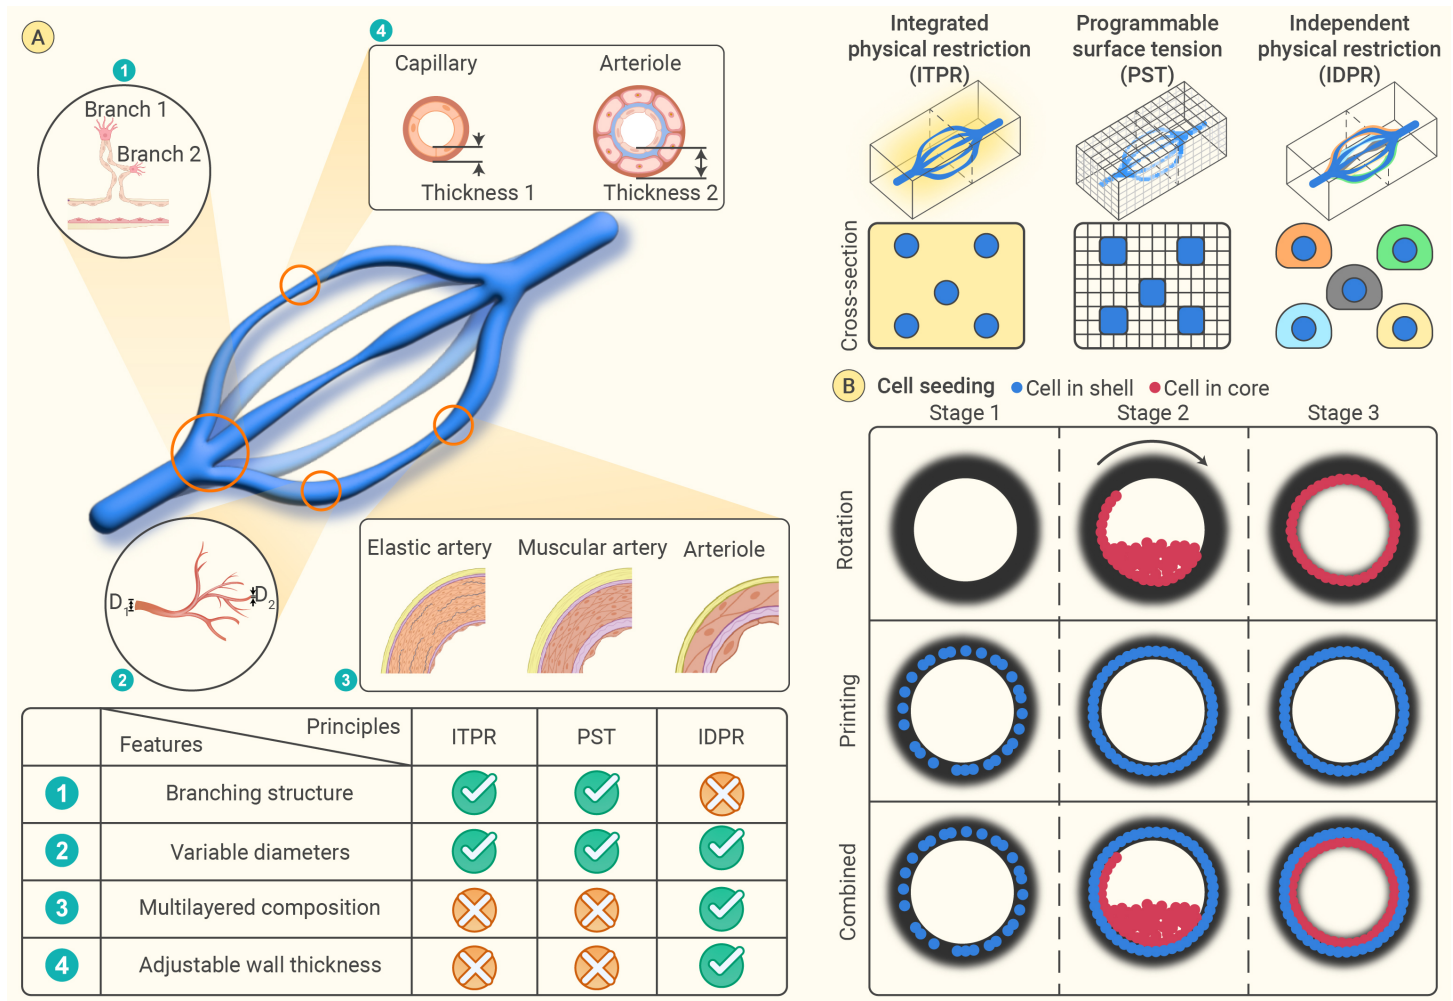 A
1
Branch 1
Branch 2
4
Capillary
Arteriole
Thickness 1
Thickness 2
D1
D2
2
Elastic artery
Muscular artery
Arteriole
3
Principles
Features
ITPR
PST
IDPR
1
Branching structure
2
Variable diameters
3
Multilayered composition
4
Adjustable wall thickness
Integrated
physical restriction
(ITPR)
Programmable
surface tension
(PST)
Independent
physical restriction
(IDPR)
Cross-section
B
Cell seeding
Cell in shell
Cell in core
Stage 1
Stage 2
Stage 3
Rotation
Printing
Combined